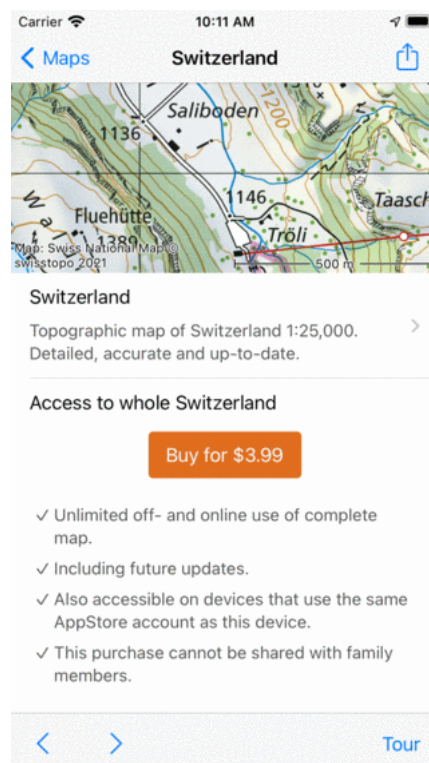 Carrier 10:11 AM
Maps Switzerland
Saliboden
1200
1136
1146
Taasch
Fluehütte
Wal
1389
Tröli
Map: Swiss National Map ©
swisstopo 2021
500 m
Switzerland
Topographic map of Switzerland 1:25,000.
Detailed, accurate and up-to-date.
Access to whole Switzerland
Buy for $3.99
✓ Unlimited off- and online use of complete
map.
✓ Including future updates.
✓ Also accessible on devices that use the same
AppStore account as this device.
✓ This purchase cannot be shared with family
members.
Tour